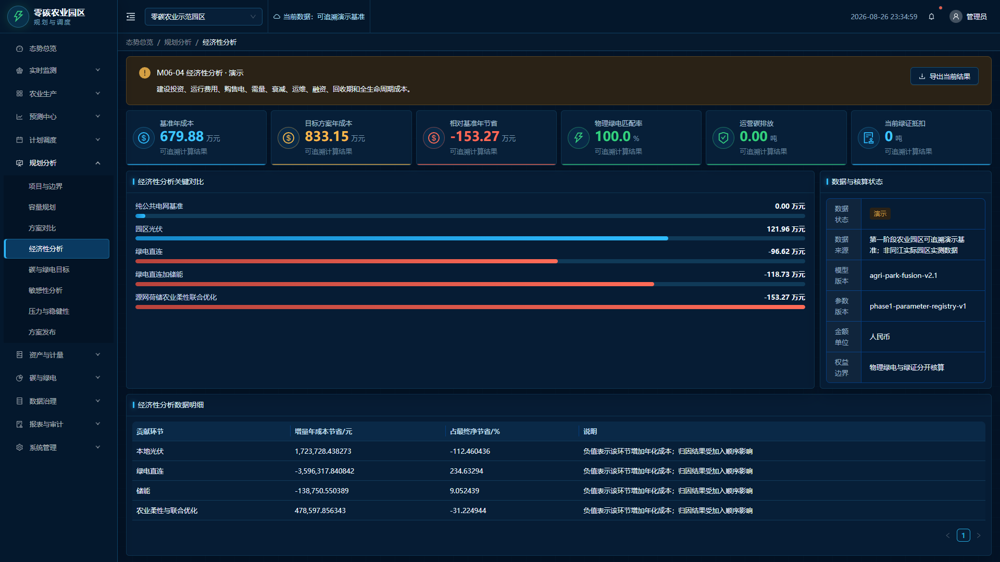 零碳农业园区
规划与调度
零碳农业示范园区
当前数据：可追溯演示基准
2026-08-26 23:34:59
管理员
态势总览 / 规划分析 / 经济性分析
态势总览
实时监测
农业生产
预测中心
计划调度
规划分析
项目与边界
容量规划
方案对比
经济性分析
碳与绿电目标
敏感性分析
压力与稳健性
方案发布
资产与计量
碳与绿电
数据治理
报表与审计
系统管理
M06-04 经济性分析 · 演示
建设投资、运行费用、购售电、需量、衰减、运维、融资、回收期和全生命周期成本。
导出当前结果
基准年成本
679.88 万元
可追溯计算结果
目标方案年成本
833.15 万元
可追溯计算结果
相对基准年节省
-153.27 万元
可追溯计算结果
物理绿电匹配率
100.0 %
可追溯计算结果
运营碳排放
0.00 吨
可追溯计算结果
当前绿证抵扣
0 吨
可追溯计算结果
经济性分析关键对比
纯公共电网基准 0.00 万元
园区光伏 121.96 万元
绿电直连 -96.62 万元
绿电直连加储能 -118.73 万元
源网荷储农业柔性联合优化 -153.27 万元
数据与核算状态
数据状态 演示
数据来源 第一阶段农业园区可追溯演示基准；非同江实际园区实测数据
模型版本 agri-park-fusion-v2.1
参数版本 phase1-parameter-registry-v1
金额单位 人民币
权益边界 物理绿电与绿证分开核算
经济性分析数据明细
贡献环节 增量年成本节省/元 占最终净节省/% 说明
本地光伏 1,723,728.438273 -112.460436 负值表示该环节增加年化成本；归因结果受加入顺序影响
绿电直连 -3,596,317.840842 234.63294 负值表示该环节增加年化成本；归因结果受加入顺序影响
储能 -138,750.550389 9.052439 负值表示该环节增加年化成本；归因结果受加入顺序影响
农业柔性与联合优化 478,597.856343 -31.224944 负值表示该环节增加年化成本；归因结果受加入顺序影响
1